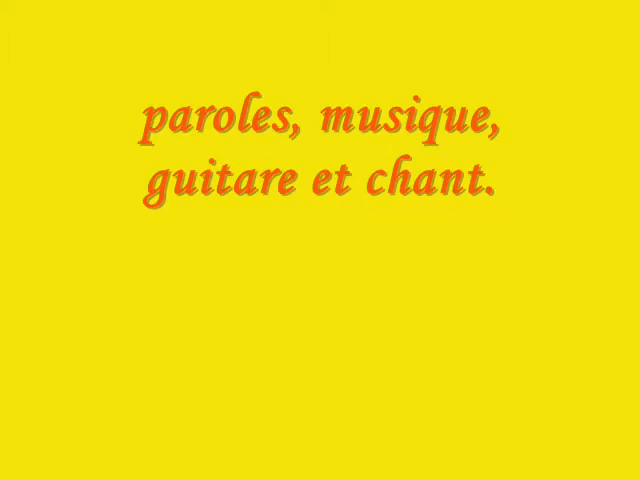 paroles, musique,
guitare et chant.